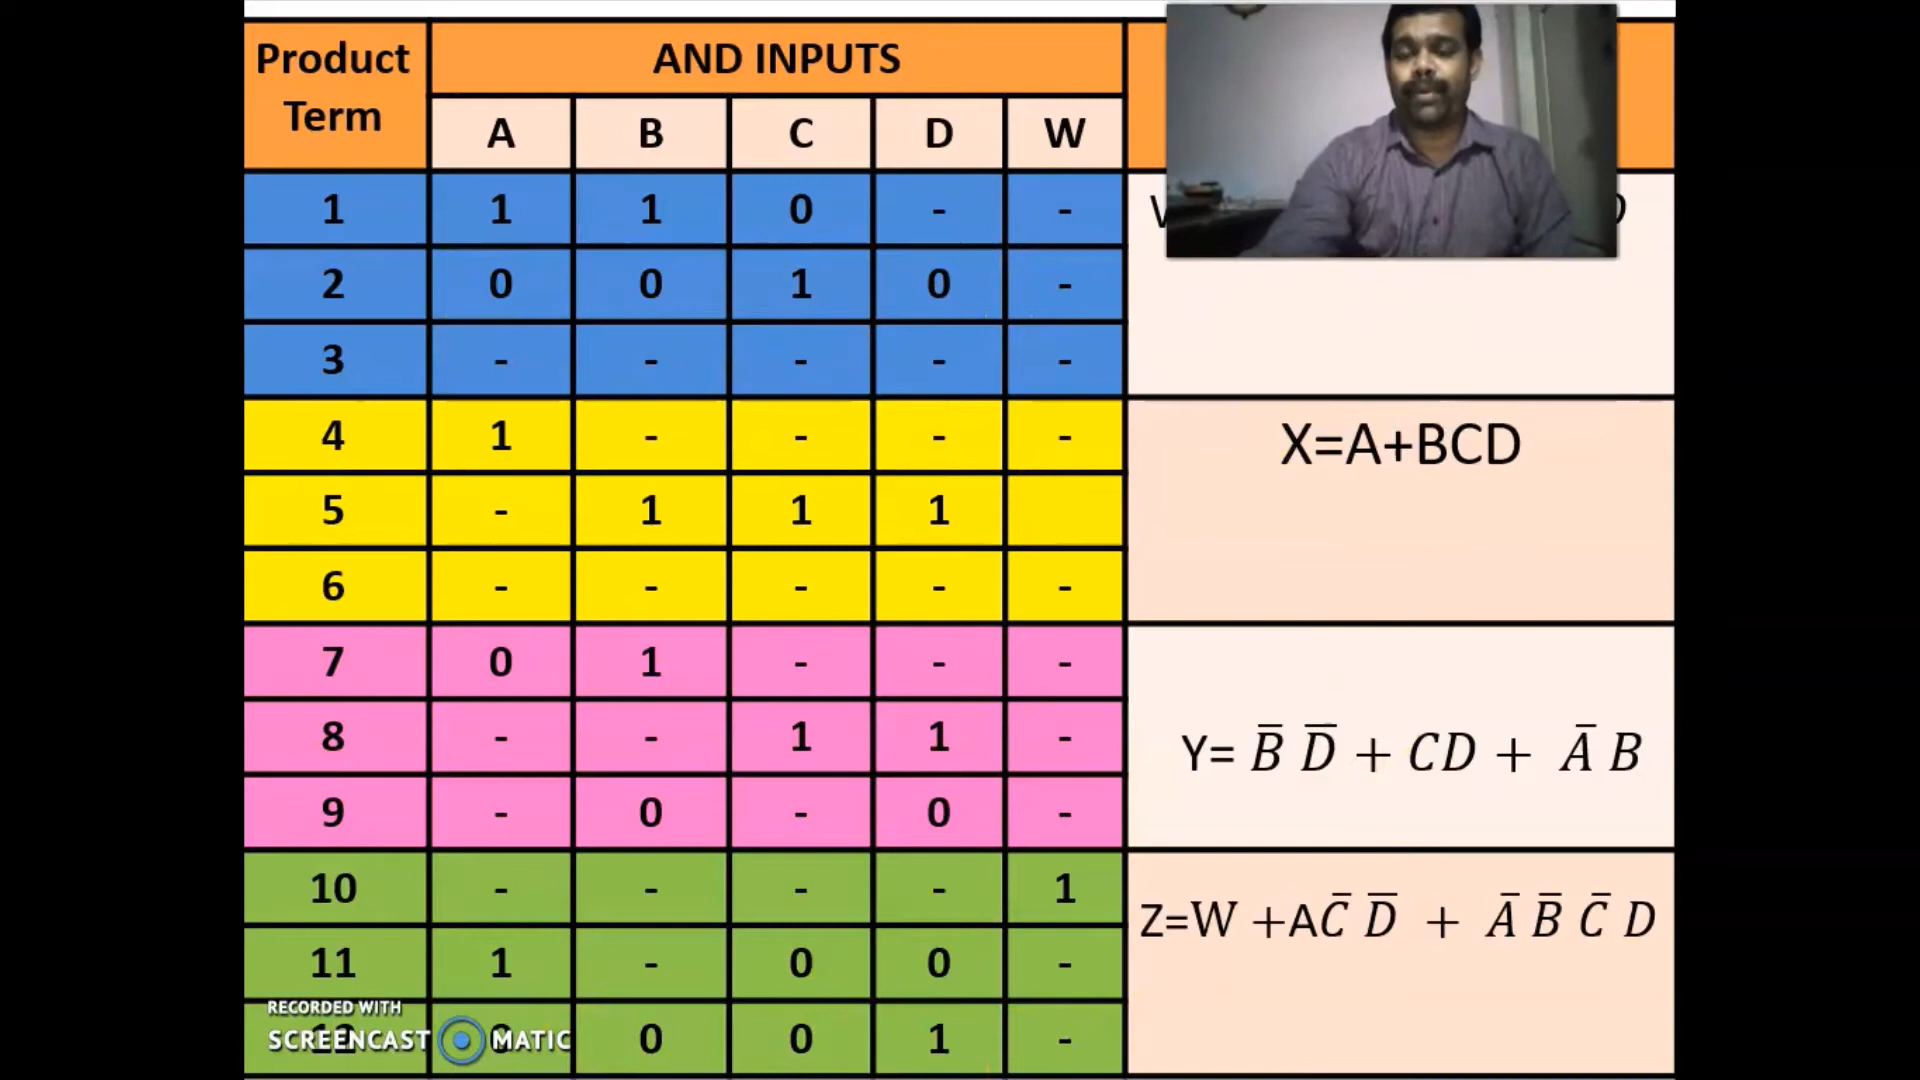 Product Term AND INPUTS
A B C D W
1 1 1 0 - -
2 0 0 1 0 -
3 - - - - -
4 1 - - - - X=A+BCD
5 - 1 1 1
6 - - - - -
7 0 1 - - -
8 - - 1 1 - Y= B̅ D̅ + CD + A̅ B
9 - 0 - 0 -
10 - - - - 1
Z=W +AC̅ D̅ + A̅ B̅ C̅ D
11 1 - 0 0 -
12 0 0 0 1 -
RECORDED WITH
SCREENCAST MATIC